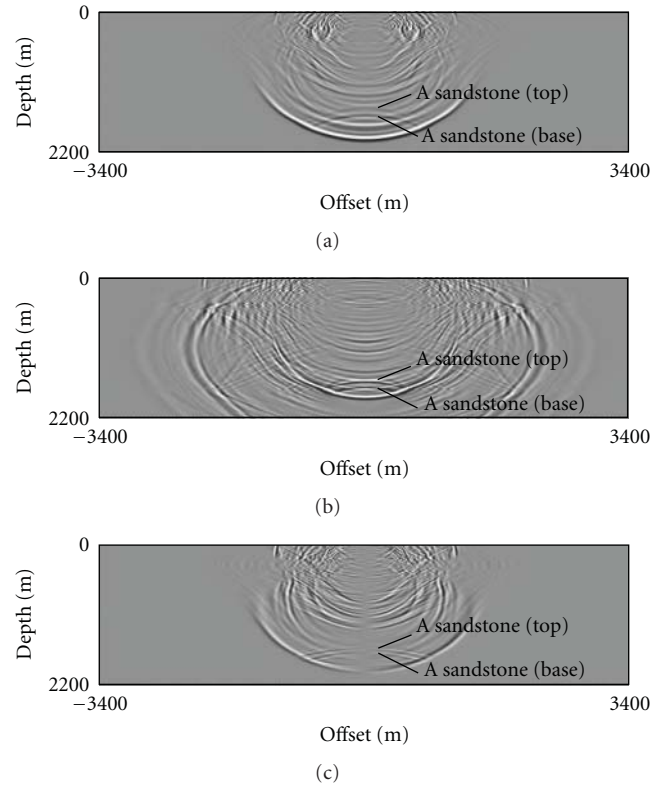 0
Depth (m)
A sandstone (top)
A sandstone (base)
2200
−3400
3400
Offset (m)
(a)
0
Depth (m)
A sandstone (top)
A sandstone (base)
2200
−3400
3400
Offset (m)
(b)
0
Depth (m)
A sandstone (top)
A sandstone (base)
2200
−3400
3400
Offset (m)
(c)